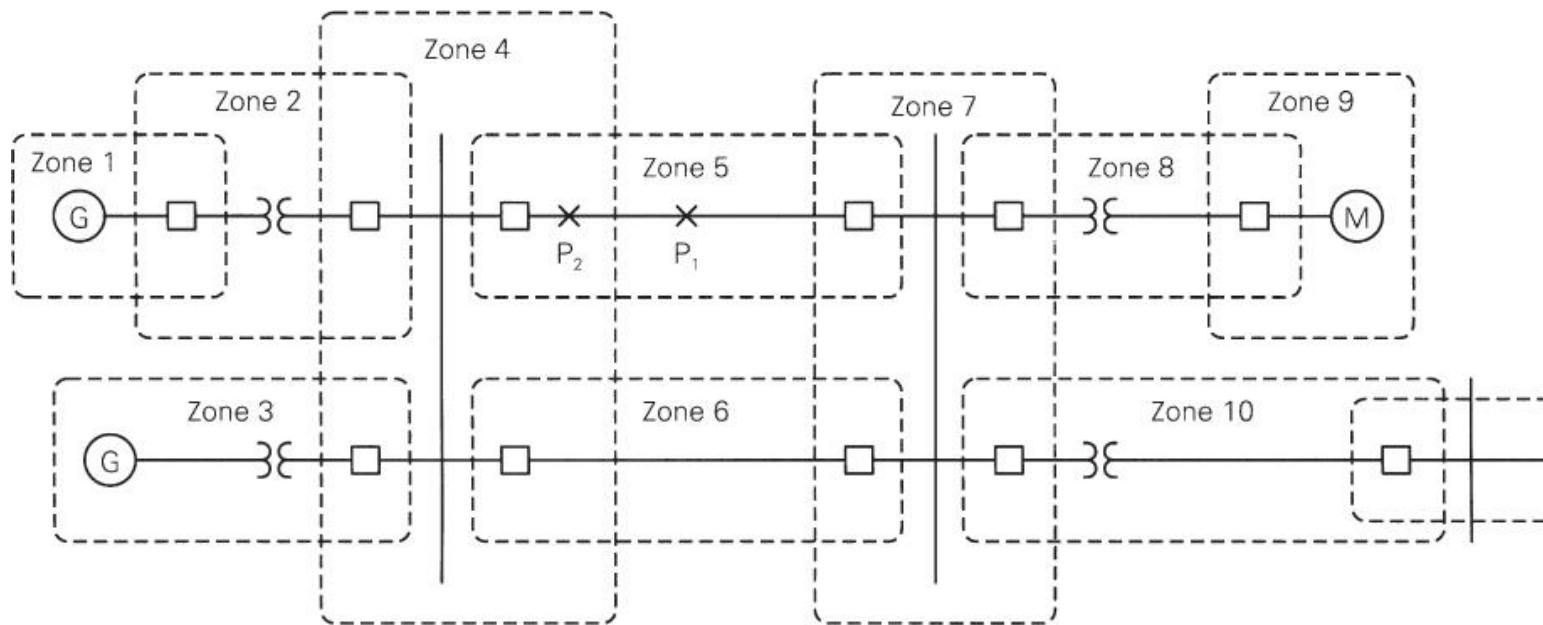 Zone 4
Zone 2
Zone 7
Zone 9
Zone 1
Zone 5
Zone 8
G
P₂
P₁
M
Zone 3
Zone 6
Zone 10
G